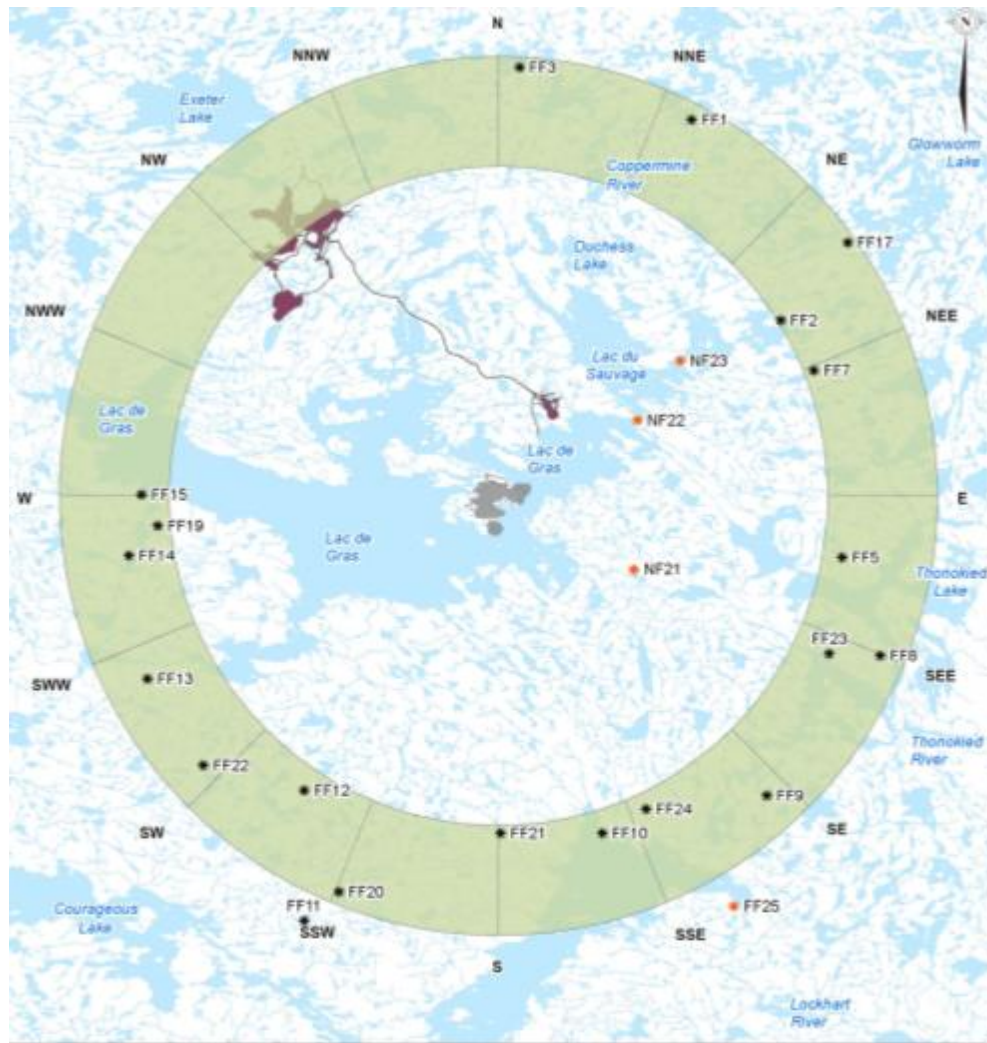 N
NNW
FF3
NNE
Exeter
Lake
FF1
NW
NE
Glowworm
Lake
Coppermine
River
Duchess
Lake
FF17
NWW
NEE
FF2
Lac du
Sauvage
NF23
FF7
Lac de
Gras
NF22
Lac de
Gras
W
FF15
E
FF19
Lac de
Gras
FF14
FF5
NF21
Thonokied
Lake
FF23
FF8
SWW
FF13
SEE
Thonokied
River
FF22
FF12
FF9
FF24
SW
FF21
FF10
SE
FF20
Courageous
Lake
FF11
SSW
FF25
SSE
S
Lockhart
River